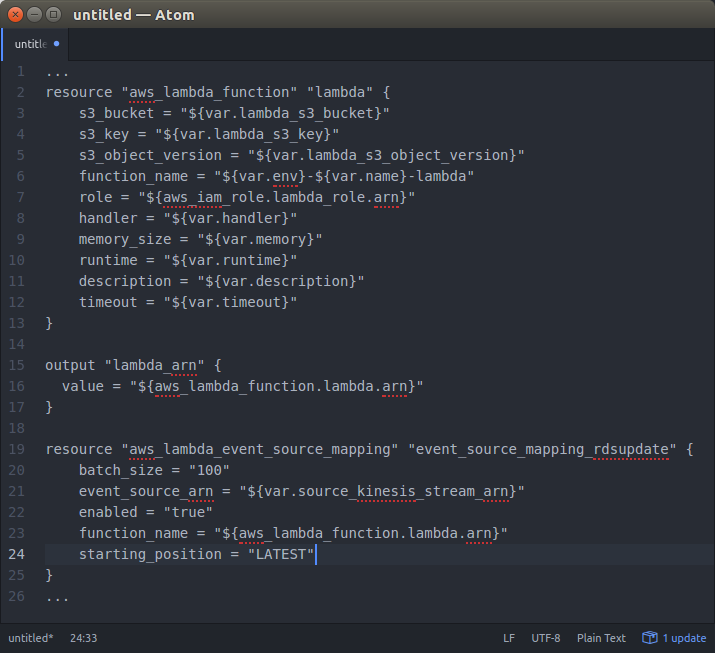 untitled — Atom
untitle
1 ...
2 resource "aws_lambda_function" "lambda" {
3     s3_bucket = "${var.lambda_s3_bucket}"
4     s3_key = "${var.lambda_s3_key}"
5     s3_object_version = "${var.lambda_s3_object_version}"
6     function_name = "${var.env}-${var.name}-lambda"
7     role = "${aws_iam_role.lambda_role.arn}"
8     handler = "${var.handler}"
9     memory_size = "${var.memory}"
10     runtime = "${var.runtime}"
11     description = "${var.description}"
12     timeout = "${var.timeout}"
13 }
14
15 output "lambda_arn" {
16   value = "${aws_lambda_function.lambda.arn}"
17 }
18
19 resource "aws_lambda_event_source_mapping" "event_source_mapping_rdsupdate" {
20     batch_size = "100"
21     event_source_arn = "${var.source_kinesis_stream_arn}"
22     enabled = "true"
23     function_name = "${aws_lambda_function.lambda.arn}"
24     starting_position = "LATEST"
25 }
26 ...
untitled* 24:33 LF UTF-8 Plain Text 1 update